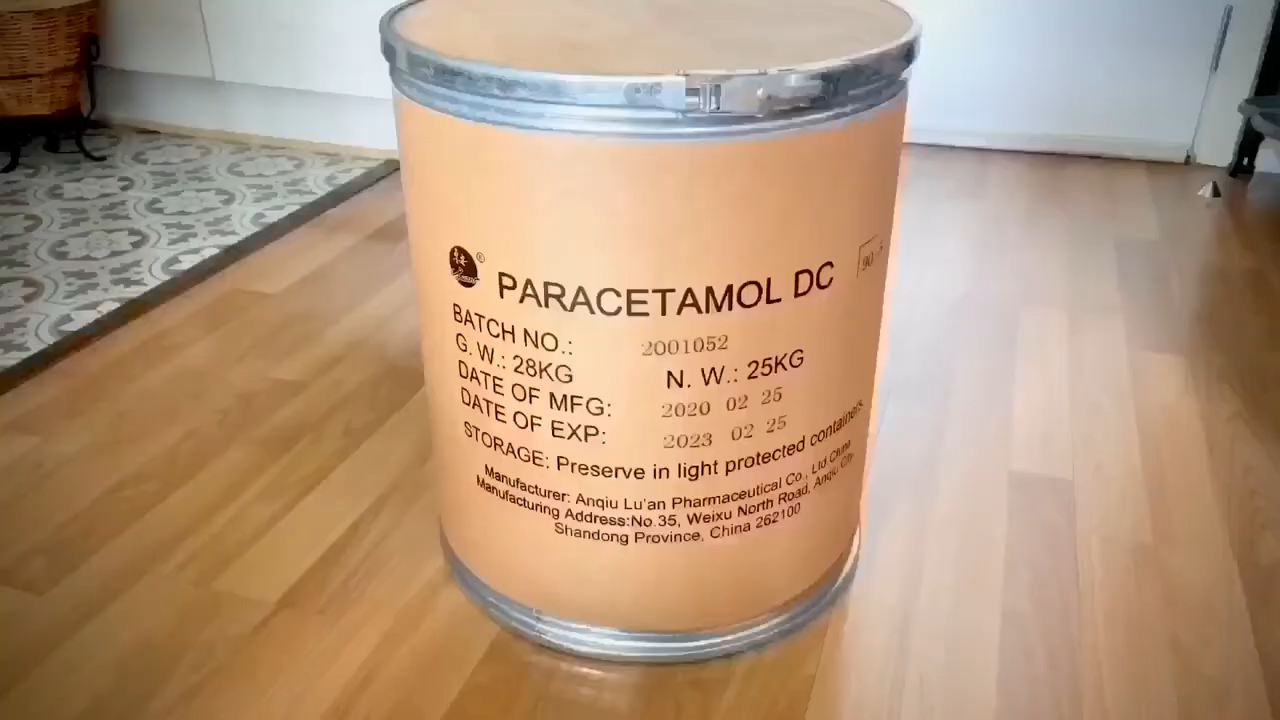 PARACETAMOL DC
90
BATCH NO.: 2001052
G. W.: 28KG N. W.: 25KG
DATE OF MFG: 2020 02 25
DATE OF EXP: 2023 02 25
STORAGE: Preserve in light protected containers.
Manufacturer: Anqiu Lu'an Pharmaceutical Co., Ltd.China
Manufacturing Address:No.35, Weixu North Road, Anqiu City,
Shandong Province, China 262100